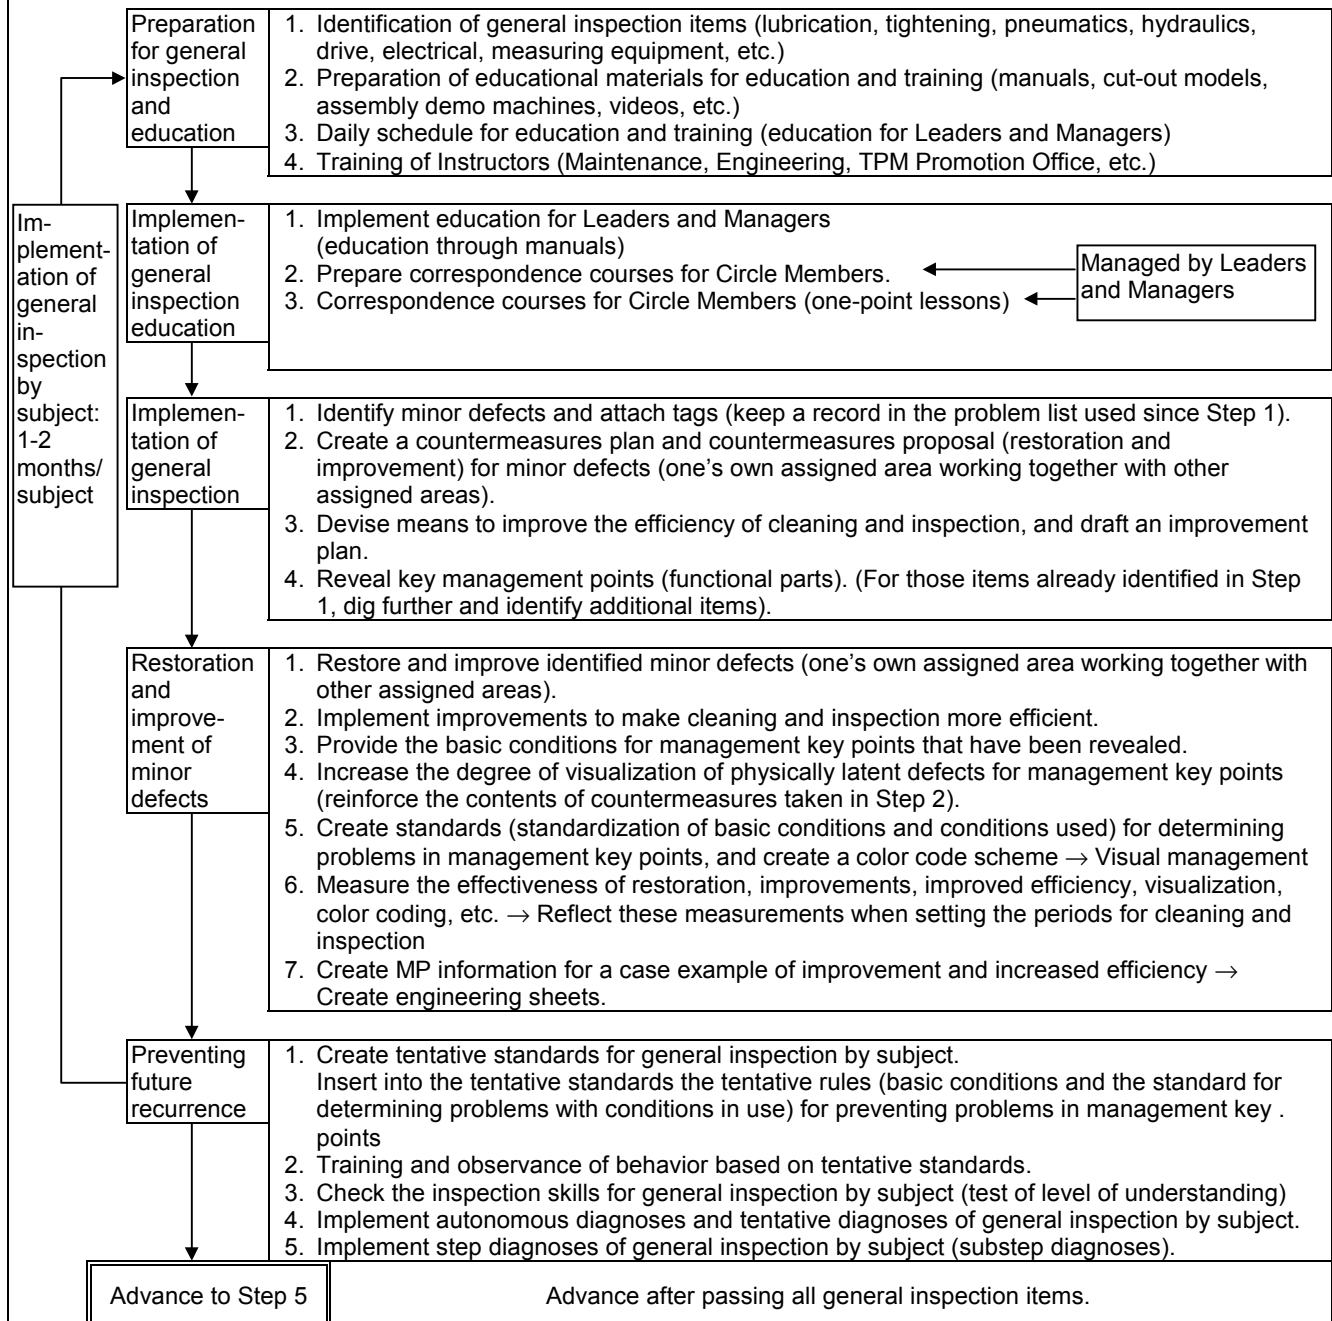 Preparation
for general
inspection
and
education
1. Identification of general inspection items (lubrication, tightening, pneumatics, hydraulics,
drive, electrical, measuring equipment, etc.)
2. Preparation of educational materials for education and training (manuals, cut-out models,
assembly demo machines, videos, etc.)
3. Daily schedule for education and training (education for Leaders and Managers)
4. Training of Instructors (Maintenance, Engineering, TPM Promotion Office, etc.)
Im-
plement-
ation of
general
in-
spection
by
subject:
1-2
months/
subject
Implemen-
tation of
general
inspection
education
1. Implement education for Leaders and Managers
(education through manuals)
2. Prepare correspondence courses for Circle Members.
3. Correspondence courses for Circle Members (one-point lessons)
Managed by Leaders
and Managers
Implemen-
tation of
general
inspection
1. Identify minor defects and attach tags (keep a record in the problem list used since Step 1).
2. Create a countermeasures plan and countermeasures proposal (restoration and
improvement) for minor defects (one's own assigned area working together with other
assigned areas).
3. Devise means to improve the efficiency of cleaning and inspection, and draft an improvement
plan.
4. Reveal key management points (functional parts). (For those items already identified in Step
1, dig further and identify additional items).
Restoration
and
improve-
ment of
minor
defects
1. Restore and improve identified minor defects (one's own assigned area working together with
other assigned areas).
2. Implement improvements to make cleaning and inspection more efficient.
3. Provide the basic conditions for management key points that have been revealed.
4. Increase the degree of visualization of physically latent defects for management key points
(reinforce the contents of countermeasures taken in Step 2).
5. Create standards (standardization of basic conditions and conditions used) for determining
problems in management key points, and create a color code scheme → Visual management
6. Measure the effectiveness of restoration, improvements, improved efficiency, visualization,
color coding, etc. → Reflect these measurements when setting the periods for cleaning and
inspection
7. Create MP information for a case example of improvement and increased efficiency →
Create engineering sheets.
Preventing
future
recurrence
1. Create tentative standards for general inspection by subject.
Insert into the tentative standards the tentative rules (basic conditions and the standard for
determining problems with conditions in use) for preventing problems in management key .
points
2. Training and observance of behavior based on tentative standards.
3. Check the inspection skills for general inspection by subject (test of level of understanding)
4. Implement autonomous diagnoses and tentative diagnoses of general inspection by subject.
5. Implement step diagnoses of general inspection by subject (substep diagnoses).
Advance to Step 5
Advance after passing all general inspection items.